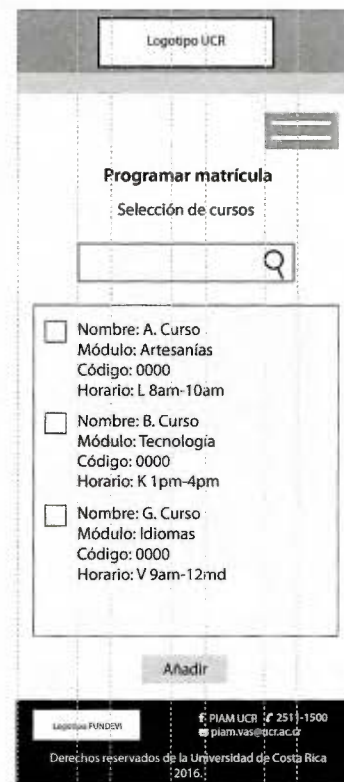 Logotipo UCR
Programar matrícula
Selección de cursos
Nombre: A. Curso
Módulo: Artesanías
Código: 0000
Horario: L 8am-10am
Nombre: B. Curso
Módulo: Tecnología
Código: 0000
Horario: K 1pm-4pm
Nombre: G. Curso
Módulo: Idiomas
Código: 0000
Horario: V 9am-12md
Añadir
Logotipo FUNDEVI
PIAM UCR 2511-1500
piam.vas@ucr.ac.cr
Derechos reservados de la Universidad de Costa Rica
2016.